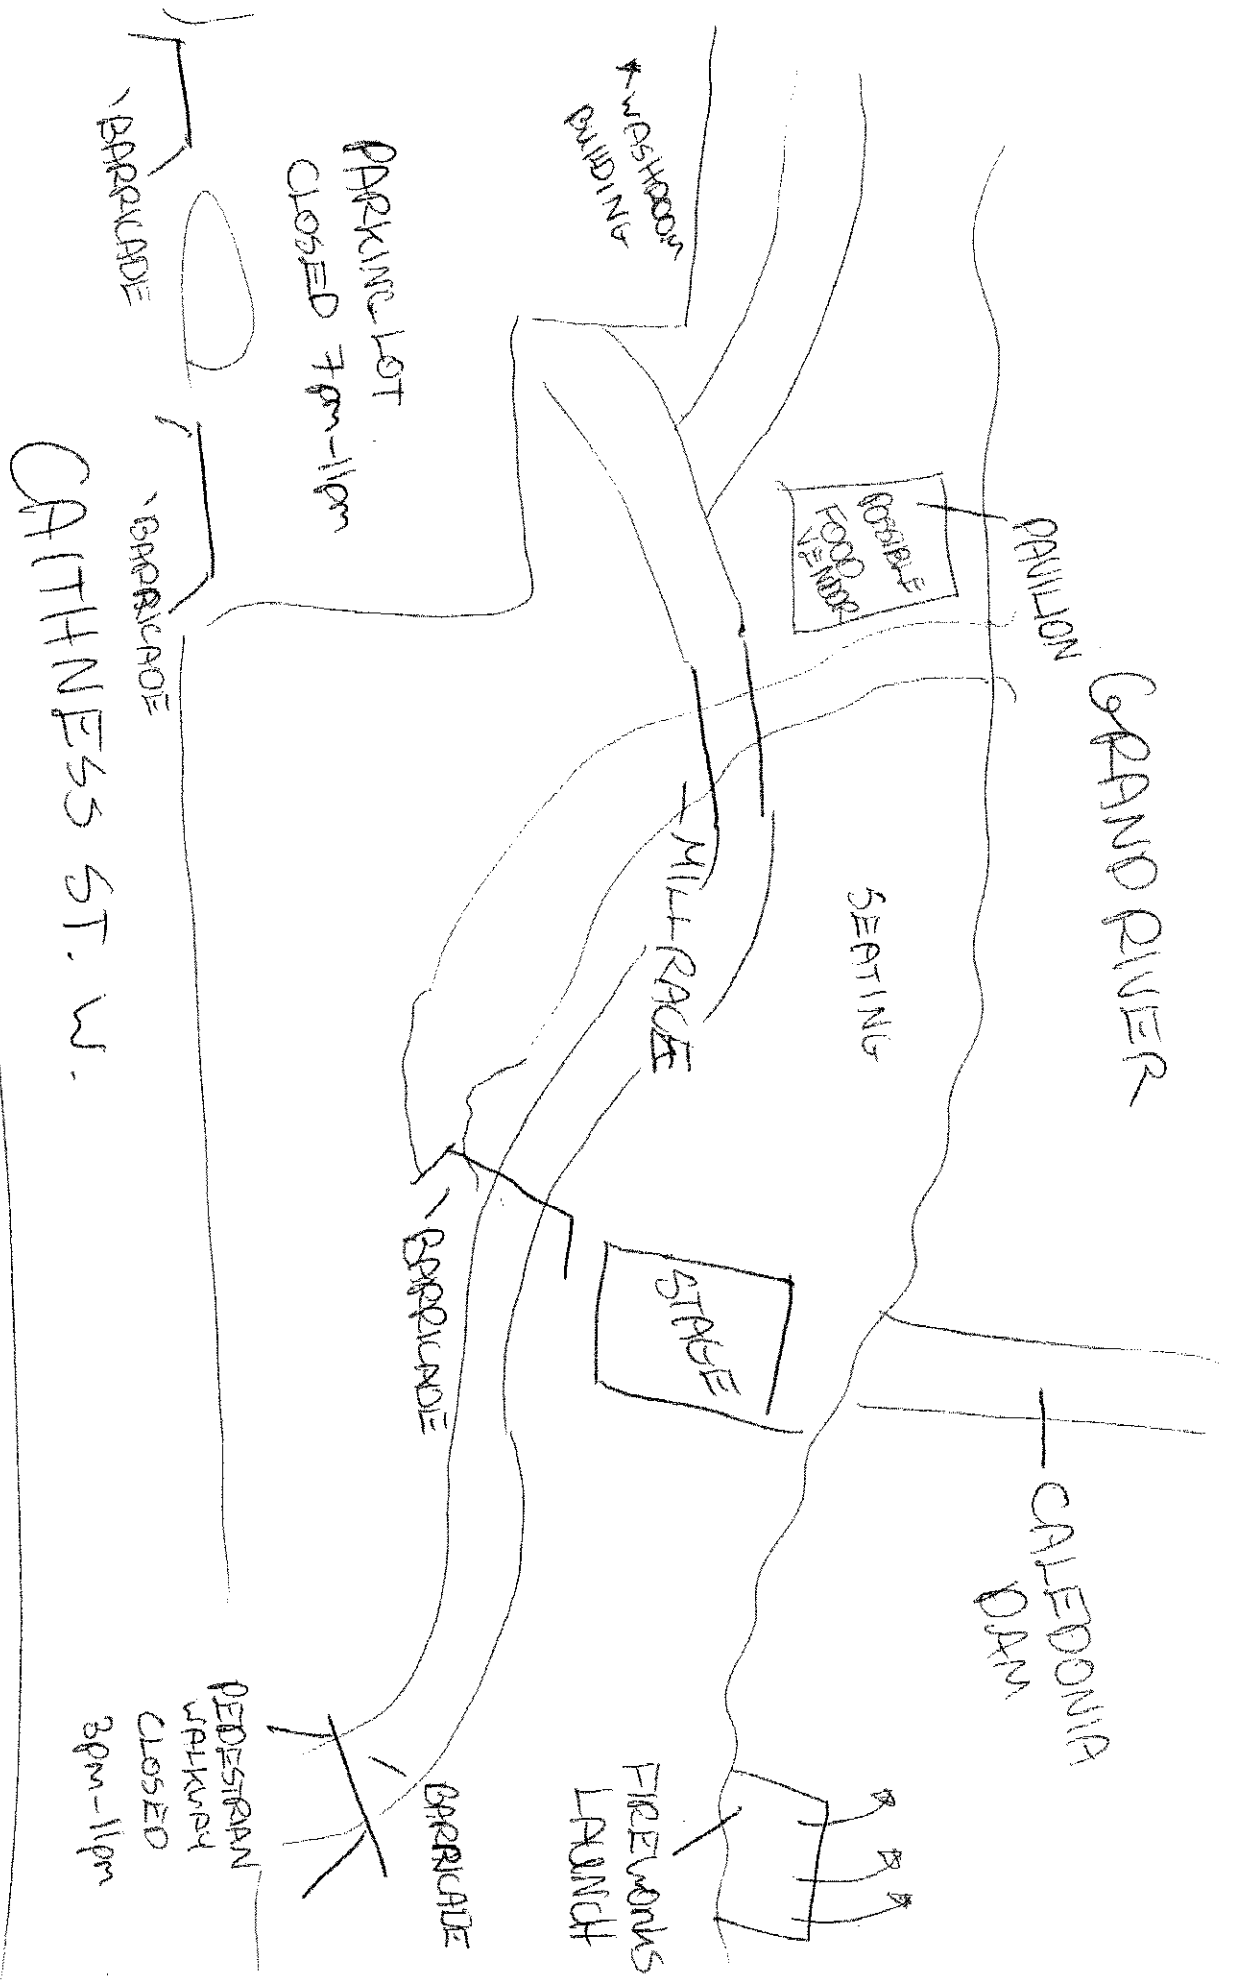 GRAND RIVER
PAVILION
POSSIBLE
FOOD
VENDOR
CALEDONIA
DAM
WASHROOM
BUILDING
SEATING
MILL RACE
STAGE
FIREWORKS
LAUNCH
PARKING LOT
CLOSED 7pm-11pm
BARRICADE
BARRICADE
BARRICADE
BARRICADE
PEDESTRIAN
WALKWAY
CLOSED
3pm-11pm
CAITHNESS ST. W.